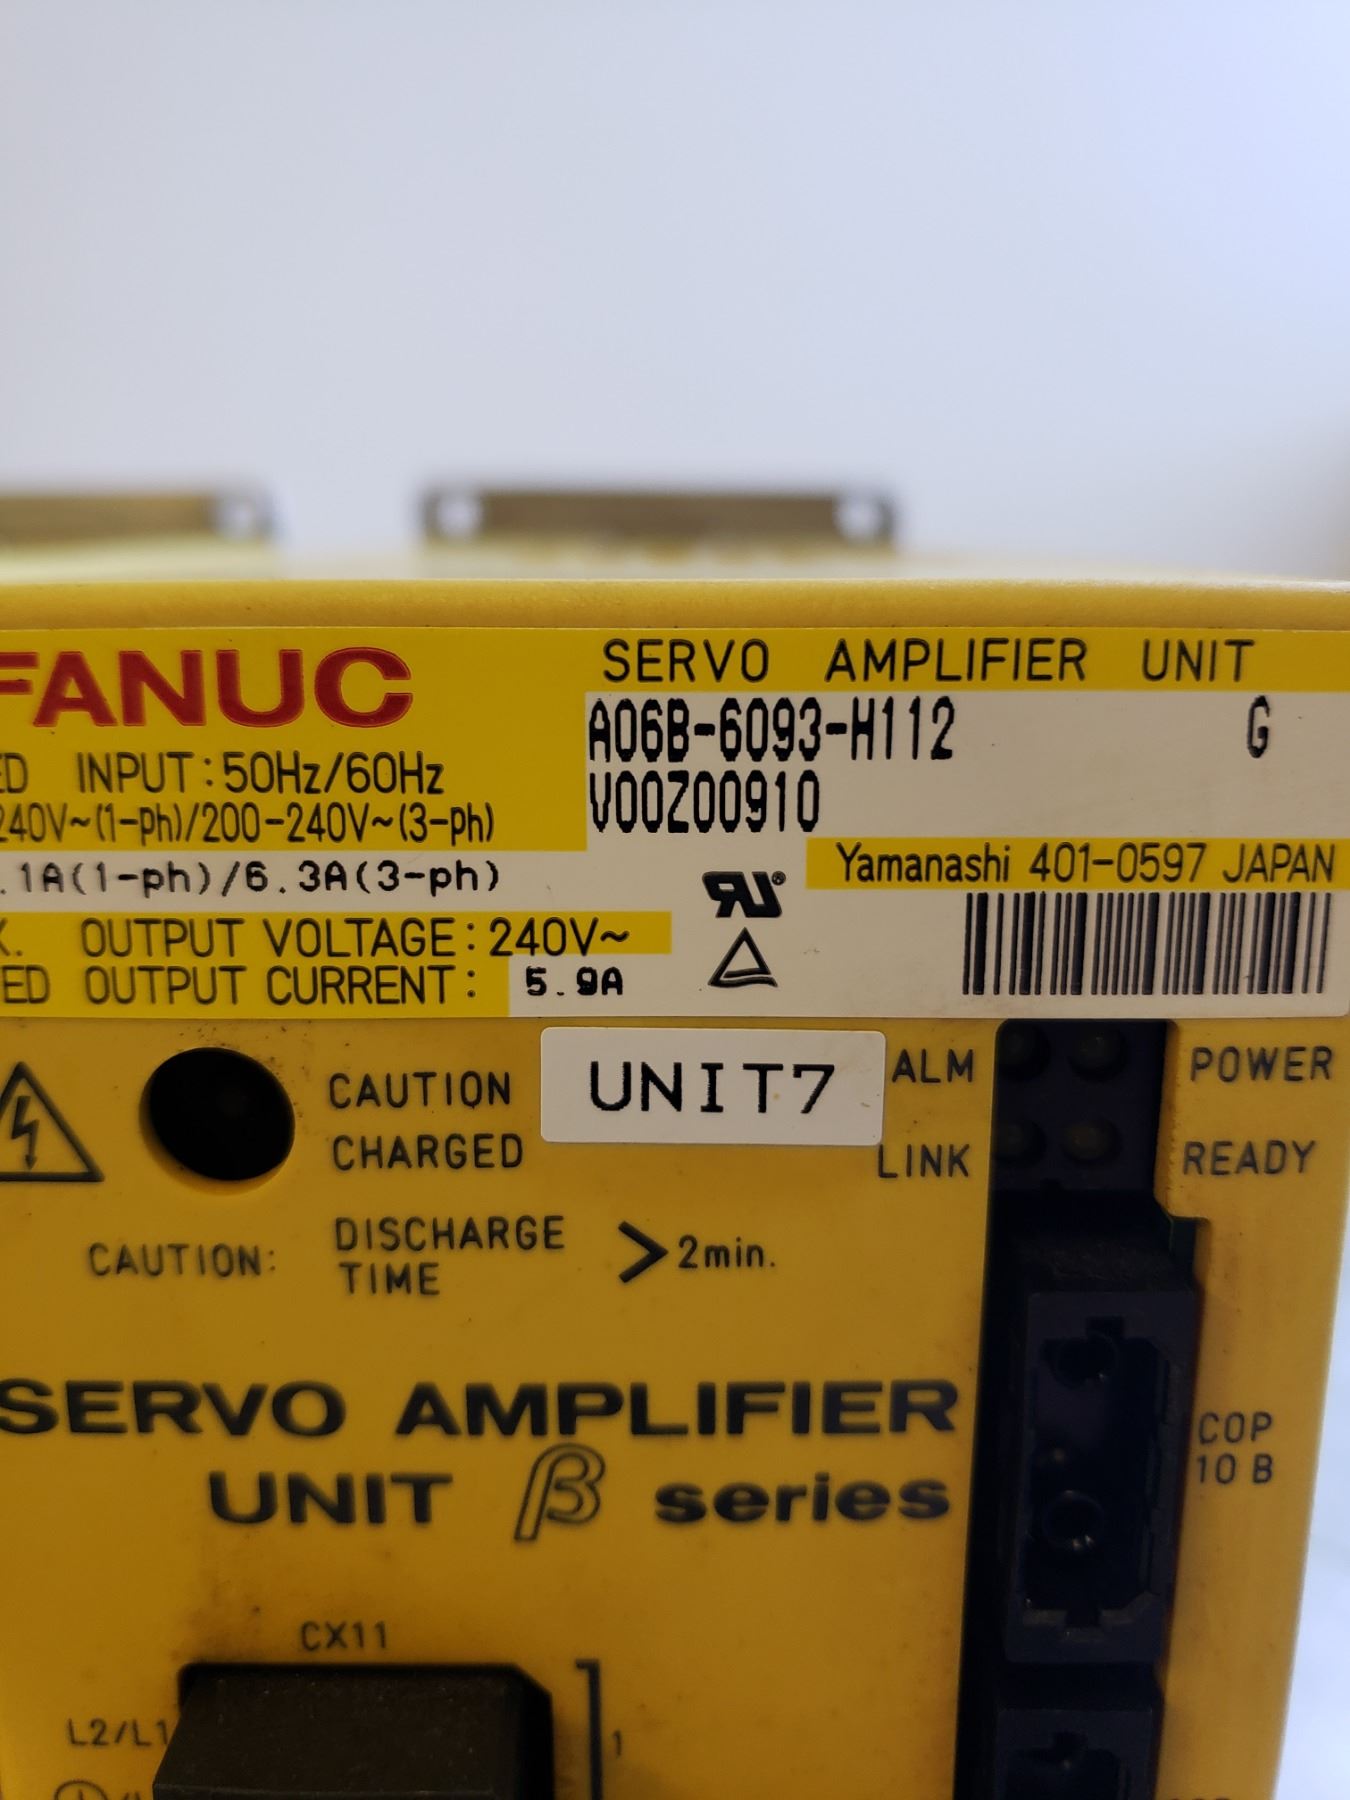 FANUC
SERVO AMPLIFIER UNIT
A06B-6093-H112 G
V00Z00910
ED INPUT:50Hz/60Hz
240V~(1-ph)/200-240V~(3-ph)
.1A(1-ph)/6.3A(3-ph)
Yamanashi 401-0597 JAPAN
OUTPUT VOLTAGE:240V~
ED OUTPUT CURRENT: 5.9A
CAUTION
CHARGED
UNIT7
ALM
POWER
LINK
READY
CAUTION:
DISCHARGE
TIME
>2min.
SERVO AMPLIFIER
UNIT β series
COP
10B
CX11
L2/L1
1